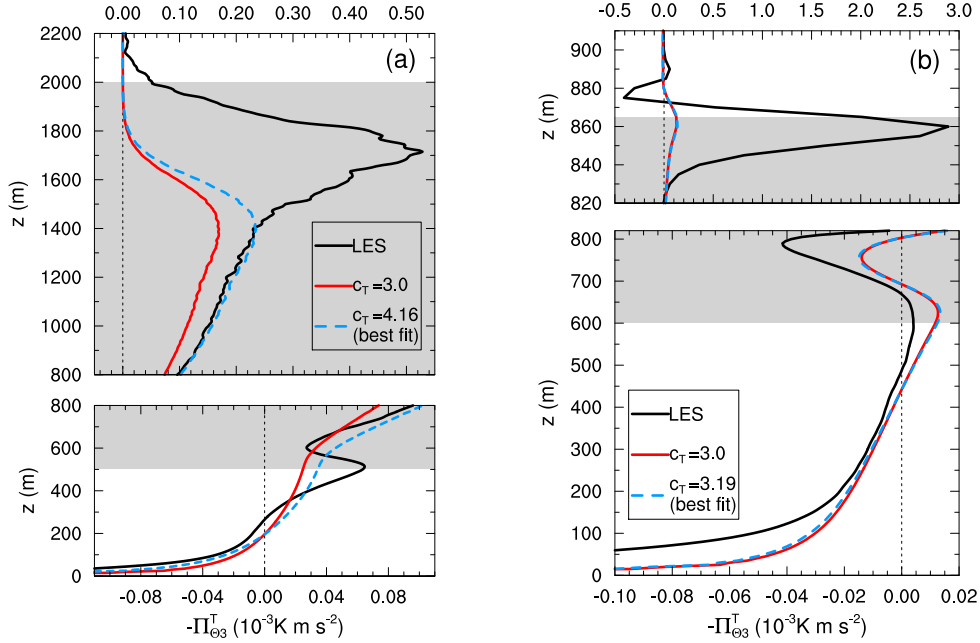 0.00 0.10 0.20 0.30 0.40 0.50
(a)
2200
2000
1800
1600
1400
1200
1000
800
z (m)
LES
c_T=3.0
c_T=4.16
(best fit)
800
600
400
200
0
z (m)
-0.08 -0.04 0.00 0.04 0.08
-Π^T_Θ3 (10^-3 K m s^-2)
-0.5 0.0 0.5 1.0 1.5 2.0 2.5 3.0
(b)
900
880
860
840
820
z (m)
800
700
600
500
400
300
200
100
0
z (m)
LES
c_T=3.0
c_T=3.19
(best fit)
-0.10 -0.08 -0.06 -0.04 -0.02 0.00 0.02
-Π^T_Θ3 (10^-3 K m s^-2)